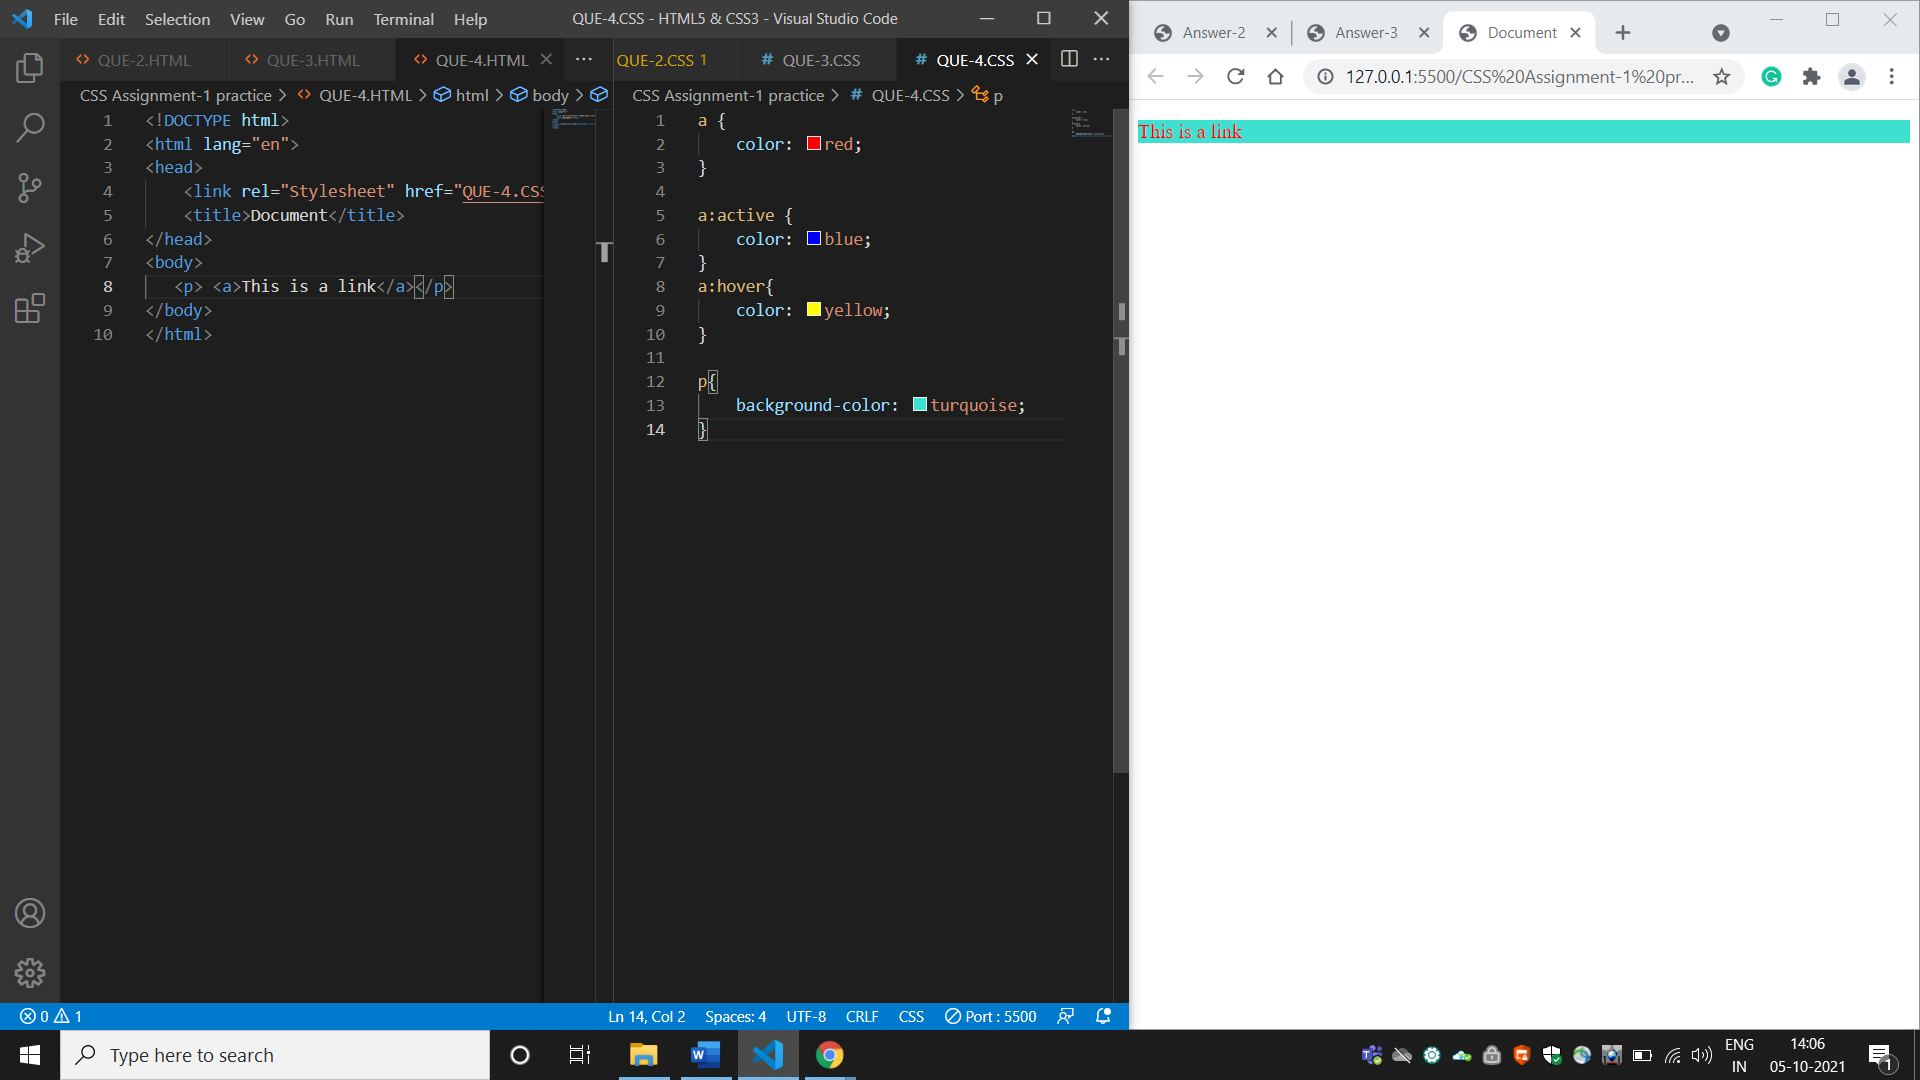 File Edit Selection View Go Run Terminal Help QUE-4.CSS - HTML5 & CSS3 - Visual Studio Code
QUE-2.HTML QUE-3.HTML QUE-4.HTML
CSS Assignment-1 practice > QUE-4.HTML > html > body >
1 <!DOCTYPE html>
2 <html lang="en">
3 <head>
4 <link rel="Stylesheet" href="QUE-4.CSS
5 <title>Document</title>
6 </head>
7 <body>
8 <p> <a>This is a link</a></p>
9 </body>
10 </html>
QUE-2.CSS 1 # QUE-3.CSS # QUE-4.CSS
CSS Assignment-1 practice > # QUE-4.CSS > p
1 a {
2 color: red;
3 }
4
5 a:active {
6 color: blue;
7 }
8 a:hover{
9 color: yellow;
10 }
11
12 p{
13 background-color: turquoise;
14 }
0 1 Ln 14, Col 2 Spaces: 4 UTF-8 CRLF CSS Port : 5500
Answer-2 Answer-3 Document
127.0.0.1:5500/CSS%20Assignment-1%20pr...
This is a link
Type here to search
ENG
IN
14:06
05-10-2021
1